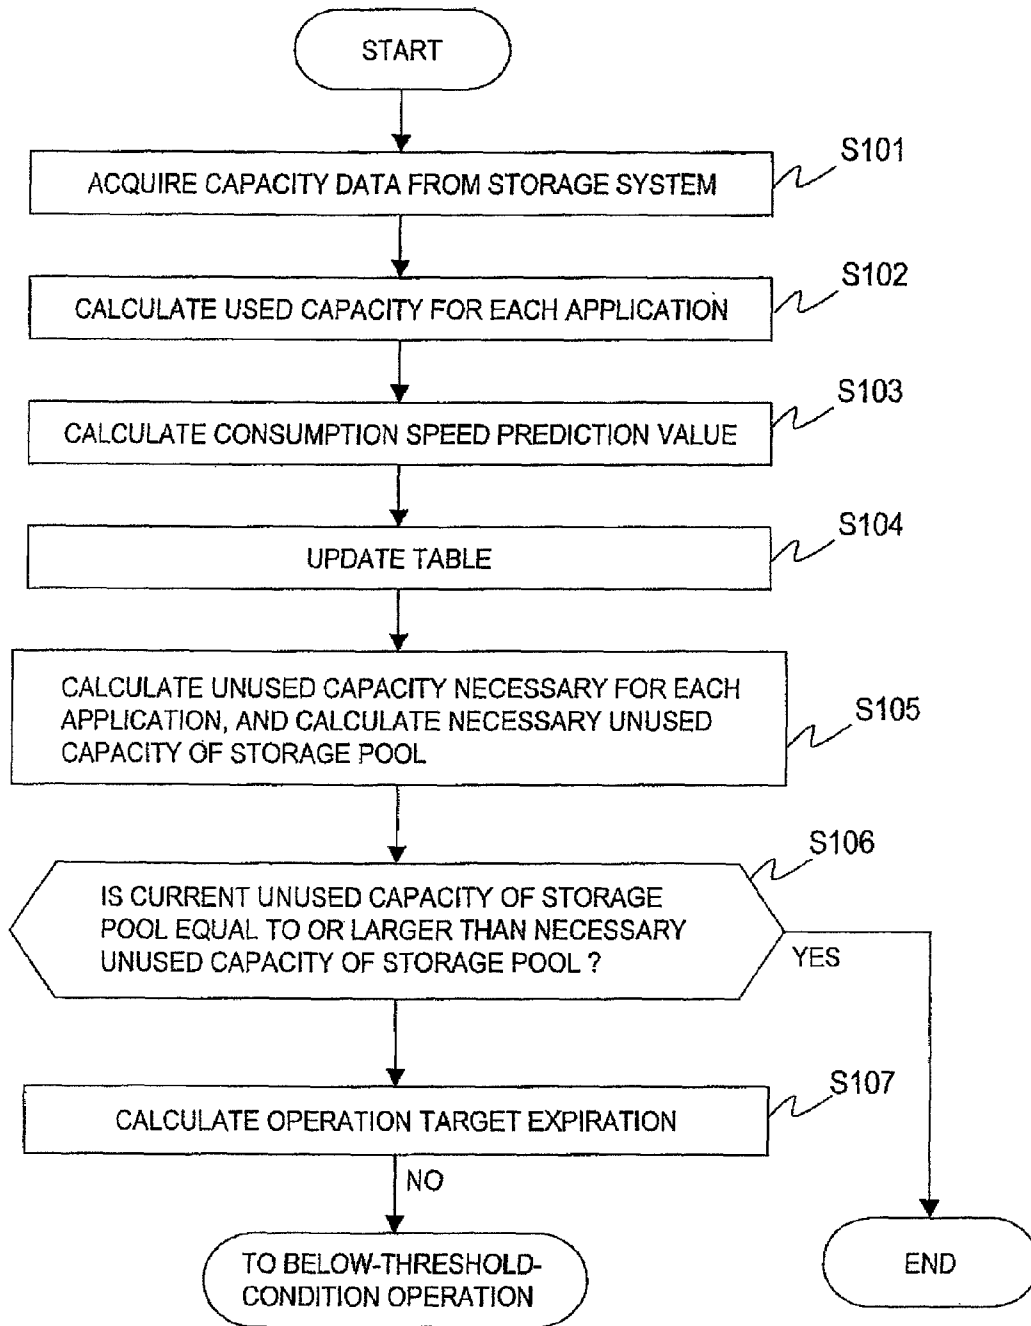 START
S101
ACQUIRE CAPACITY DATA FROM STORAGE SYSTEM
S102
CALCULATE USED CAPACITY FOR EACH APPLICATION
S103
CALCULATE CONSUMPTION SPEED PREDICTION VALUE
S104
UPDATE TABLE
CALCULATE UNUSED CAPACITY NECESSARY FOR EACH
APPLICATION, AND CALCULATE NECESSARY UNUSED
CAPACITY OF STORAGE POOL
S105
S106
IS CURRENT UNUSED CAPACITY OF STORAGE
POOL EQUAL TO OR LARGER THAN NECESSARY
UNUSED CAPACITY OF STORAGE POOL ?
YES
S107
CALCULATE OPERATION TARGET EXPIRATION
NO
TO BELOW-THRESHOLD-
CONDITION OPERATION
END